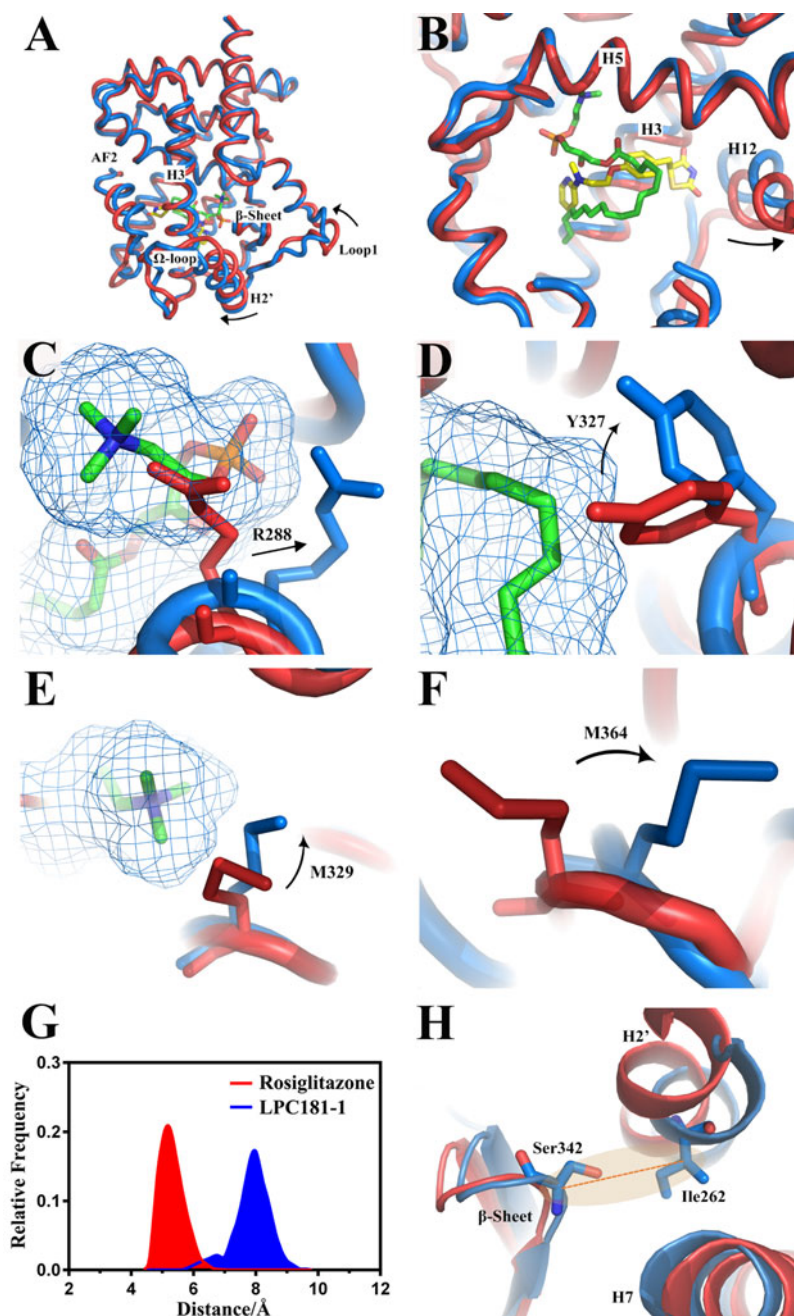 A
AF2
H3
β-Sheet
Ω-loop
Loop1
H2’
B
H5
H3
H12
C
R288
D
Y327
E
M329
F
M364
G
Relative Frequency
0.3
0.2
0.1
0.0
Rosiglitazone
LPC181-1
2 4 6 8 10 12
Distance/Å
H
H2’
Ser342
Ile262
β-Sheet
H7